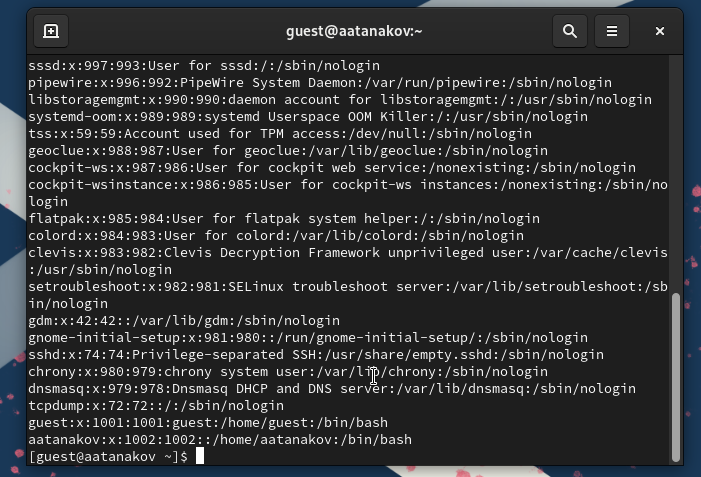 guest@aatanakov:~
sssd:x:997:993:User for sssd:/:/sbin/nologin
pipewire:x:996:992:PipeWire System Daemon:/var/run/pipewire:/sbin/nologin
libstoragemgmt:x:990:990:daemon account for libstoragemgmt:/:/usr/sbin/nologin
systemd-oom:x:989:989:systemd Userspace OOM Killer:/:/usr/sbin/nologin
tss:x:59:59:Account used for TPM access:/dev/null:/sbin/nologin
geoclue:x:988:987:User for geoclue:/var/lib/geoclue:/sbin/nologin
cockpit-ws:x:987:986:User for cockpit web service:/nonexisting:/sbin/nologin
cockpit-wsinstance:x:986:985:User for cockpit-ws instances:/nonexisting:/sbin/no
login
flatpak:x:985:984:User for flatpak system helper:/:/sbin/nologin
colord:x:984:983:User for colord:/var/lib/colord:/sbin/nologin
clevis:x:983:982:Clevis Decryption Framework unprivileged user:/var/cache/clevis
:/usr/sbin/nologin
setroubleshoot:x:982:981:SELinux troubleshoot server:/var/lib/setroubleshoot:/sb
in/nologin
gdm:x:42:42::/var/lib/gdm:/sbin/nologin
gnome-initial-setup:x:981:980::/run/gnome-initial-setup/:/sbin/nologin
sshd:x:74:74:Privilege-separated SSH:/usr/share/empty.sshd:/sbin/nologin
chrony:x:980:979:chrony system user:/var/lib/chrony:/sbin/nologin
dnsmasq:x:979:978:Dnsmasq DHCP and DNS server:/var/lib/dnsmasq:/sbin/nologin
tcpdump:x:72:72::/:/sbin/nologin
guest:x:1001:1001:guest:/home/guest:/bin/bash
aatanakov:x:1002:1002::/home/aatanakov:/bin/bash
[guest@aatanakov ~]$